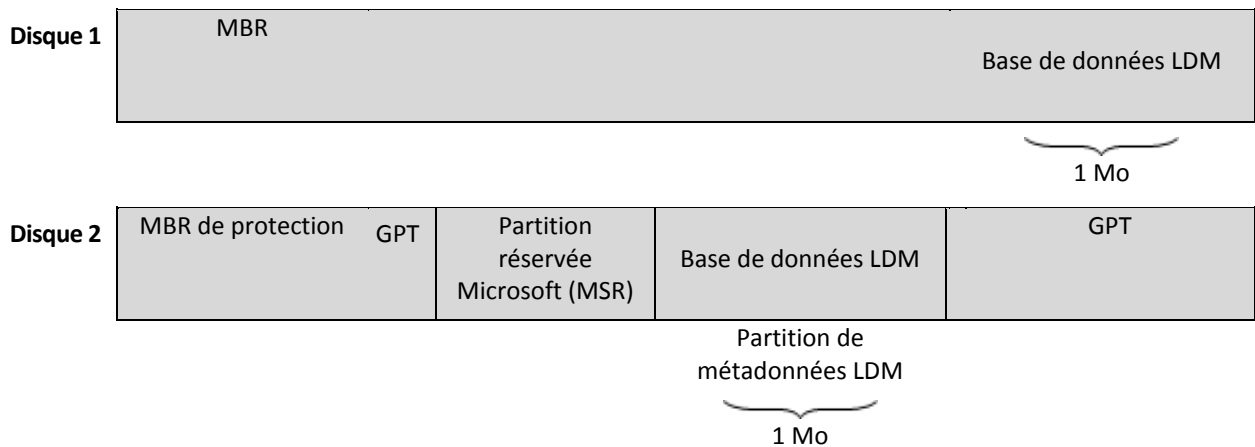 Disque 1
MBR
Base de données LDM
1 Mo
Disque 2
MBR de protection
GPT
Partition
réservée
Microsoft (MSR)
Base de données LDM
GPT
Partition de
métadonnées LDM
1 Mo